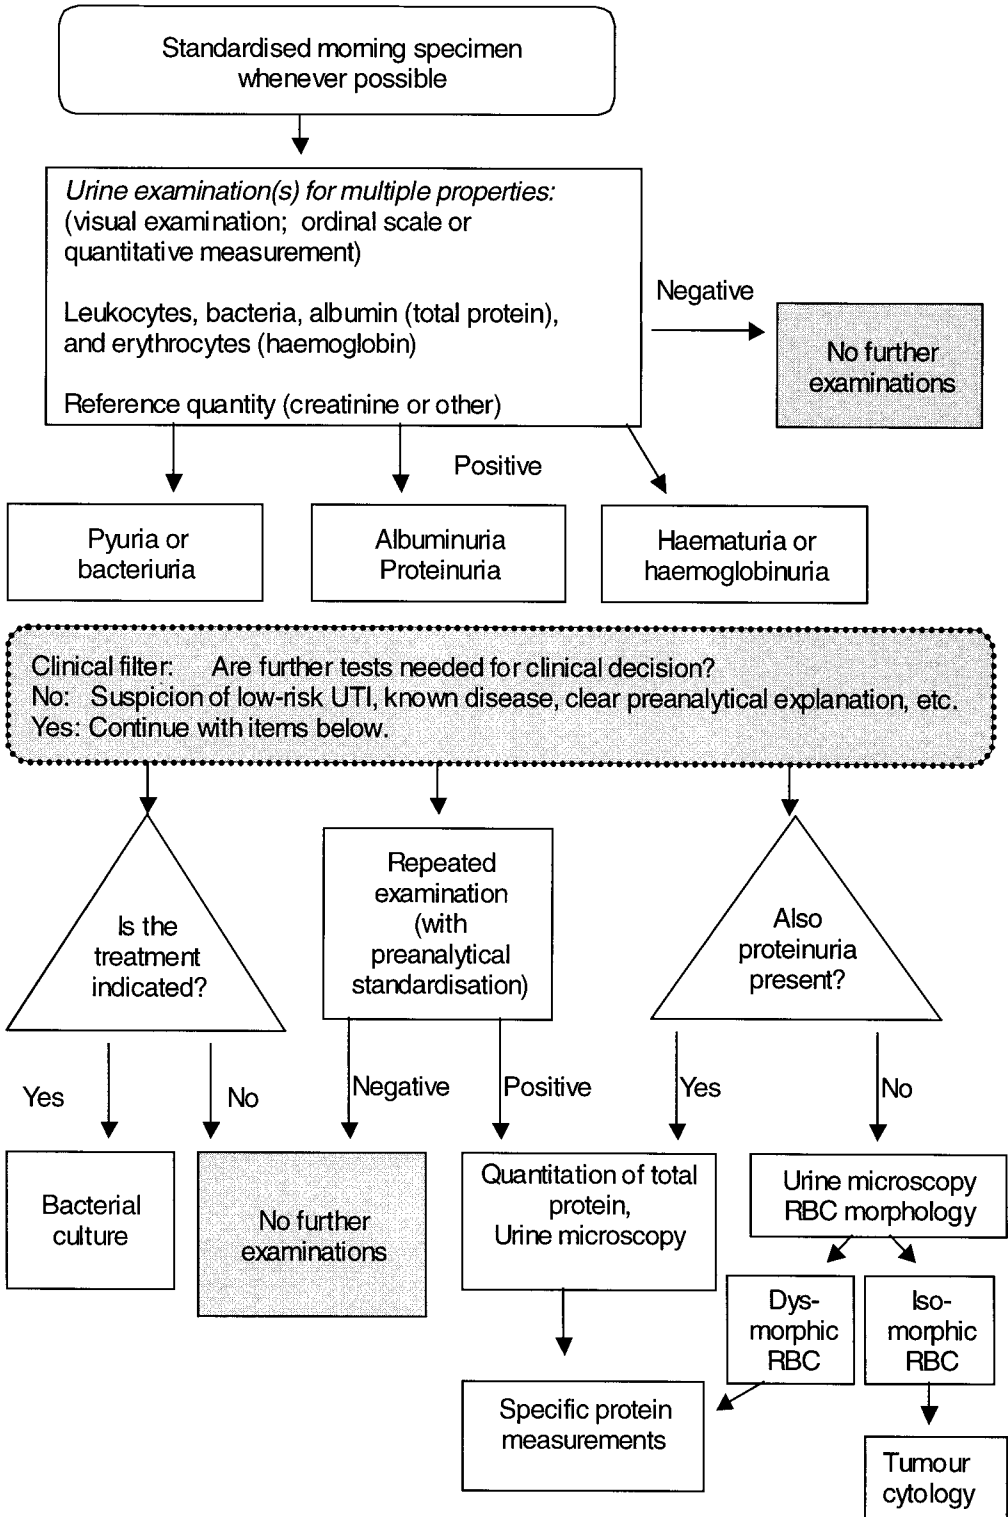 Standardised morning specimen
whenever possible
Urine examination(s) for multiple properties:
(visual examination; ordinal scale or
quantitative measurement)
Leukocytes, bacteria, albumin (total protein),
and erythrocytes (haemoglobin)
Reference quantity (creatinine or other)
Negative
No further
examinations
Positive
Pyuria or
bacteriuria
Albuminuria
Proteinuria
Haematuria or
haemoglobinuria
Clinical filter: Are further tests needed for clinical decision?
No: Suspicion of low-risk UTI, known disease, clear preanalytical explanation, etc.
Yes: Continue with items below.
Is the
treatment
indicated?
Repeated
examination
(with
preanalytical
standardisation)
Also
proteinuria
present?
Yes
No
Negative
Positive
Yes
No
Bacterial
culture
No further
examinations
Quantitation of total
protein,
Urine microscopy
Urine microscopy
RBC morphology
Dys-
morphic
RBC
Iso-
morphic
RBC
Specific protein
measurements
Tumour
cytology